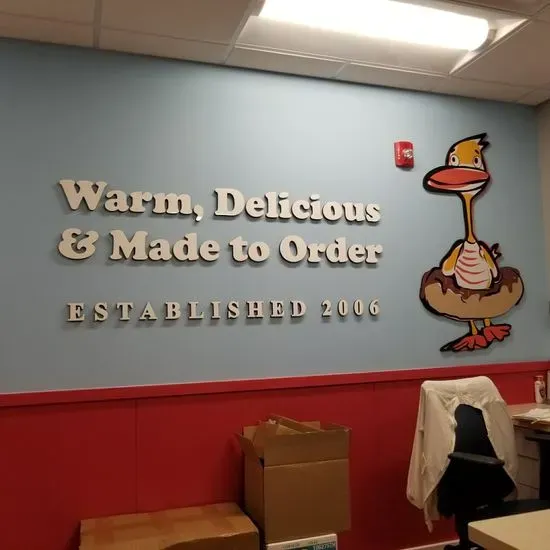 Warm, Delicious
& Made to Order
ESTABLISHED 2006